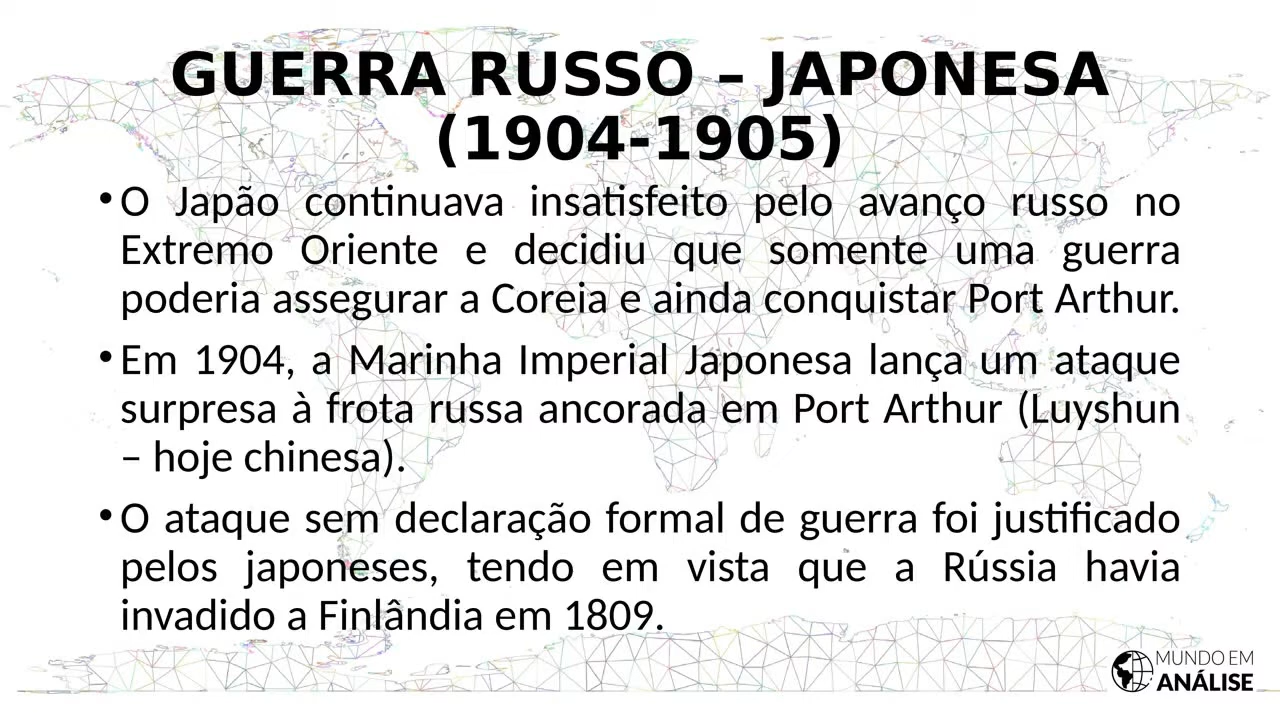 GUERRA RUSSO – JAPONESA
(1904-1905)
• O Japão continuava insatisfeito pelo avanço russo no
Extremo Oriente e decidiu que somente uma guerra
poderia assegurar a Coreia e ainda conquistar Port Arthur.
• Em 1904, a Marinha Imperial Japonesa lança um ataque
surpresa à frota russa ancorada em Port Arthur (Luyshun
– hoje chinesa).
• O ataque sem declaração formal de guerra foi justificado
pelos japoneses, tendo em vista que a Rússia havia
invadido a Finlândia em 1809.
MUNDO EM
ANÁLISE